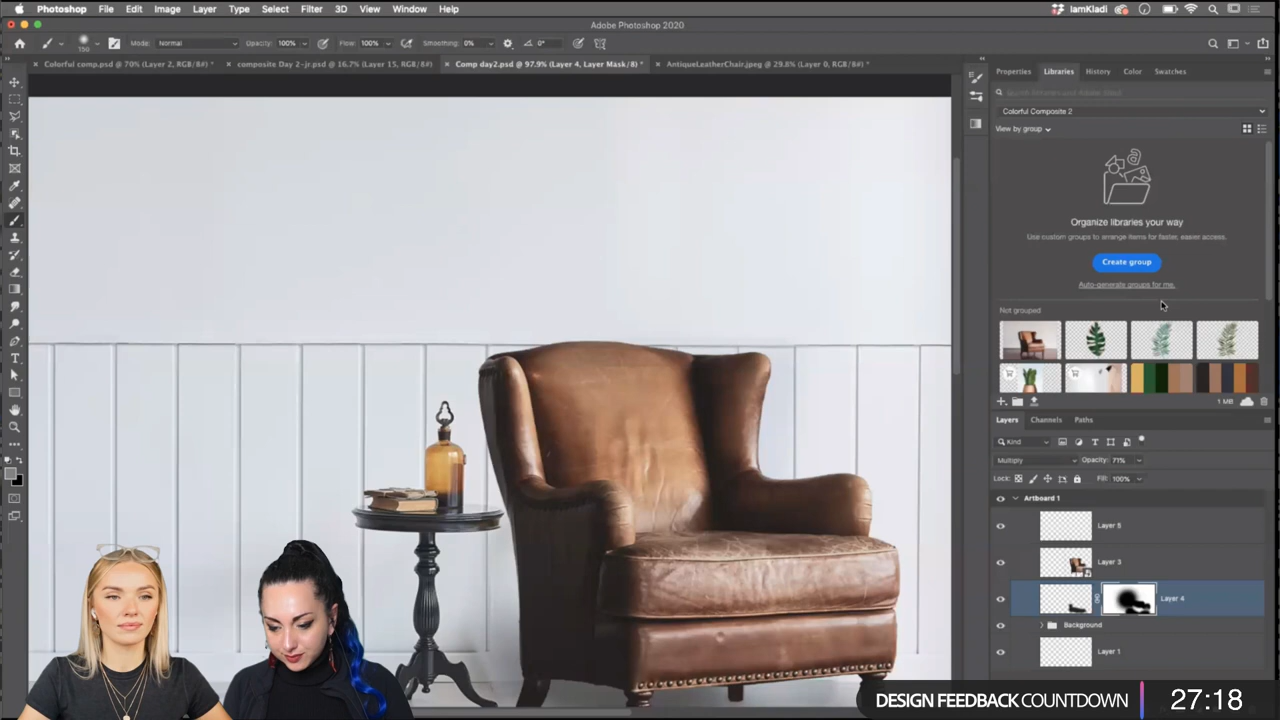 Photoshop File Edit Image Layer Type Select Filter 3D View Window Help IamKladi
Adobe Photoshop 2020
150 Mode: Normal Opacity: 100% Flow: 100% Smoothing: 0% 0°
Colorful comp.psd @ 70% (Layer 2, RGB/8#) * composite Day 2-jr.psd @ 16.7% (Layer 15, RGB/8#) Comp day2.psd @ 97.9% (Layer 4, Layer Mask/8) * AntiqueLeatherChair.jpeg @ 29.8% (Layer 0, RGB/8#) *
Properties Libraries History Color Swatches
Colorful Composite 2
View by group
Organize libraries your way
Use custom groups to arrange items for faster, easier access.
Create group
Auto-generate groups for me.
Not grouped
1 MB
Layers Channels Paths
Kind
Multiply Opacity: 71%
Lock: Fill: 100%
Artboard 1
Layer 5
Layer 3
Layer 4
Background
Layer 1
DESIGN FEEDBACK COUNTDOWN 27:18